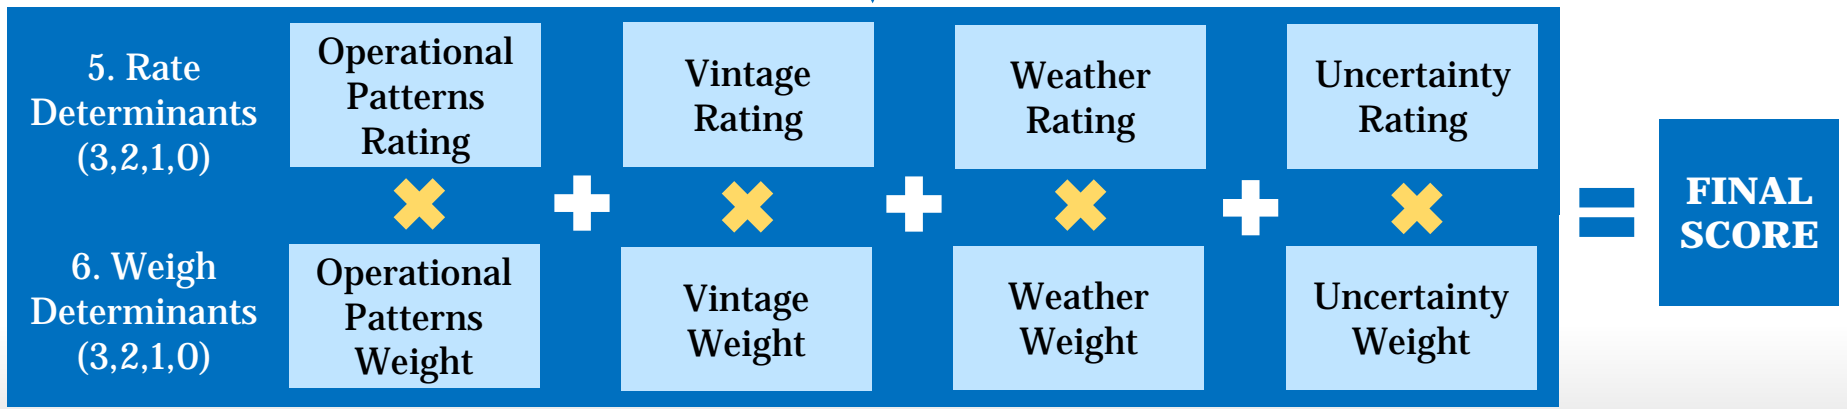 5. Rate
Determinants
(3,2,1,0)
Operational
Patterns
Rating
Vintage
Rating
Weather
Rating
Uncertainty
Rating
6. Weigh
Determinants
(3,2,1,0)
Operational
Patterns
Weight
Vintage
Weight
Weather
Weight
Uncertainty
Weight
FINAL
SCORE